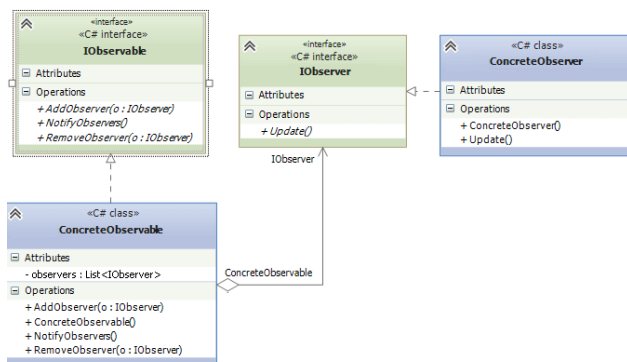 «interface»
«C# interface»
IObservable
Attributes
Operations
+ AddObserver(o : IObserver)
+ NotifyObservers()
+ RemoveObserver(o : IObserver)
«interface»
«C# interface»
IObserver
Attributes
Operations
+ Update()
«C# class»
ConcreteObserver
Attributes
Operations
+ ConcreteObserver()
+ Update()
IObserver
«C# class»
ConcreteObservable
Attributes
- observers : List<IObserver>
Operations
+ AddObserver(o : IObserver)
+ ConcreteObservable()
+ NotifyObservers()
+ RemoveObserver(o : IObserver)
ConcreteObservable